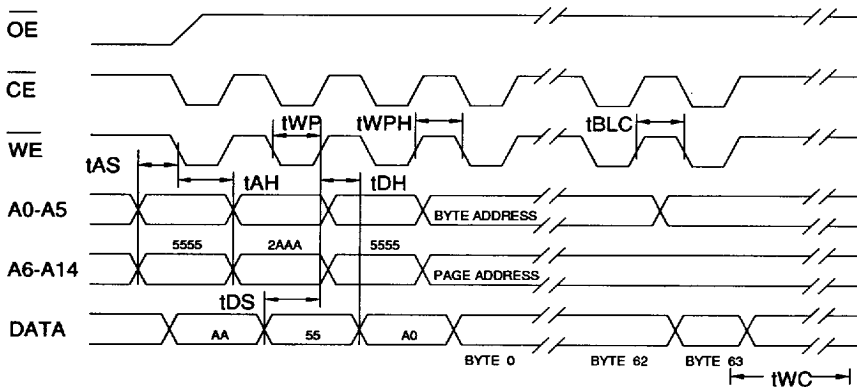 OE
CE
tWP tWPH tBLC
WE
tAS
tAH tDH
A0-A5 BYTE ADDRESS
5555 2AAA 5555
A6-A14 PAGE ADDRESS
tDS
DATA AA 55 A0
BYTE 0 BYTE 62 BYTE 63
tWC